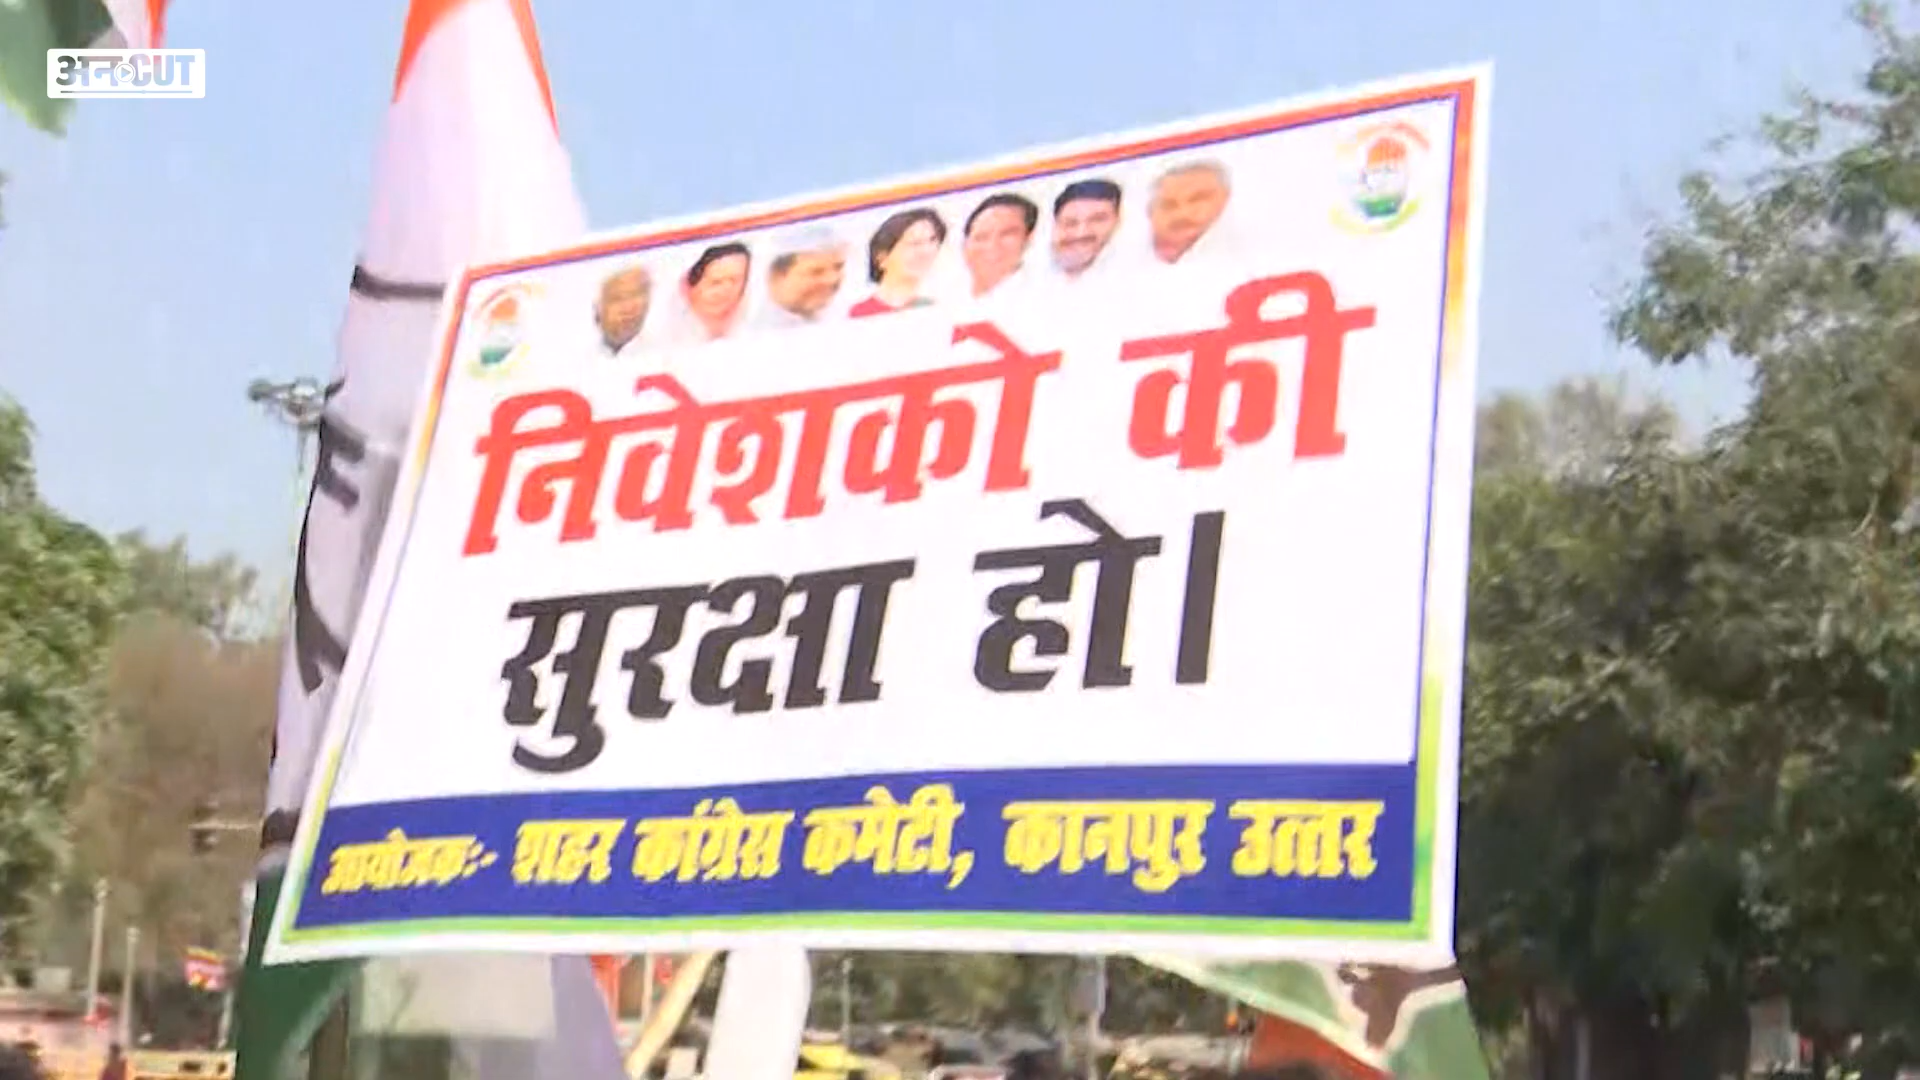 अनCUT
निवेशको की
सुरक्षा हो।
आयोजकः- शहर कांग्रेस कमेटी, कानपुर उत्तर